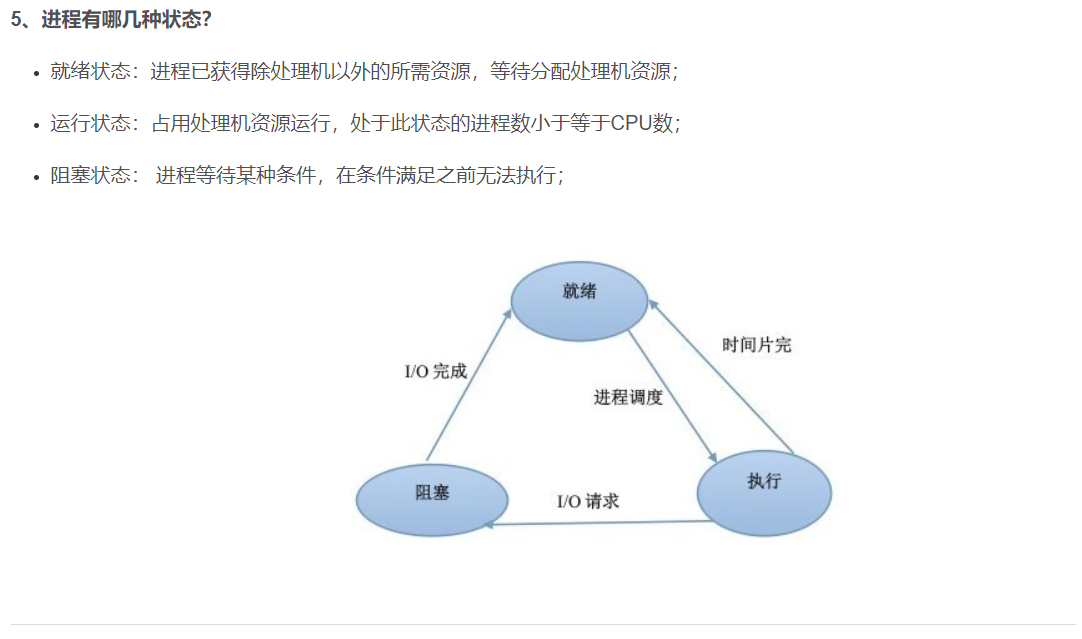 5、进程有哪几种状态?
就绪状态：进程已获得除处理机以外的所需资源，等待分配处理机资源；
运行状态：占用处理机资源运行，处于此状态的进程数小于等于CPU数；
阻塞状态： 进程等待某种条件，在条件满足之前无法执行；
就绪
时间片完
I/O 完成
进程调度
执行
阻塞
I/O 请求